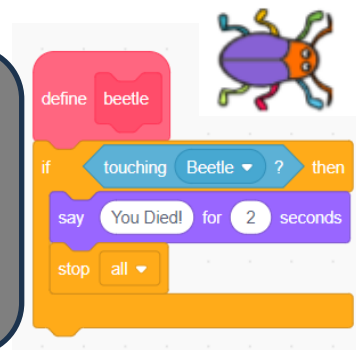 define beetle
if touching Beetle ? then
say You Died! for 2 seconds
stop all